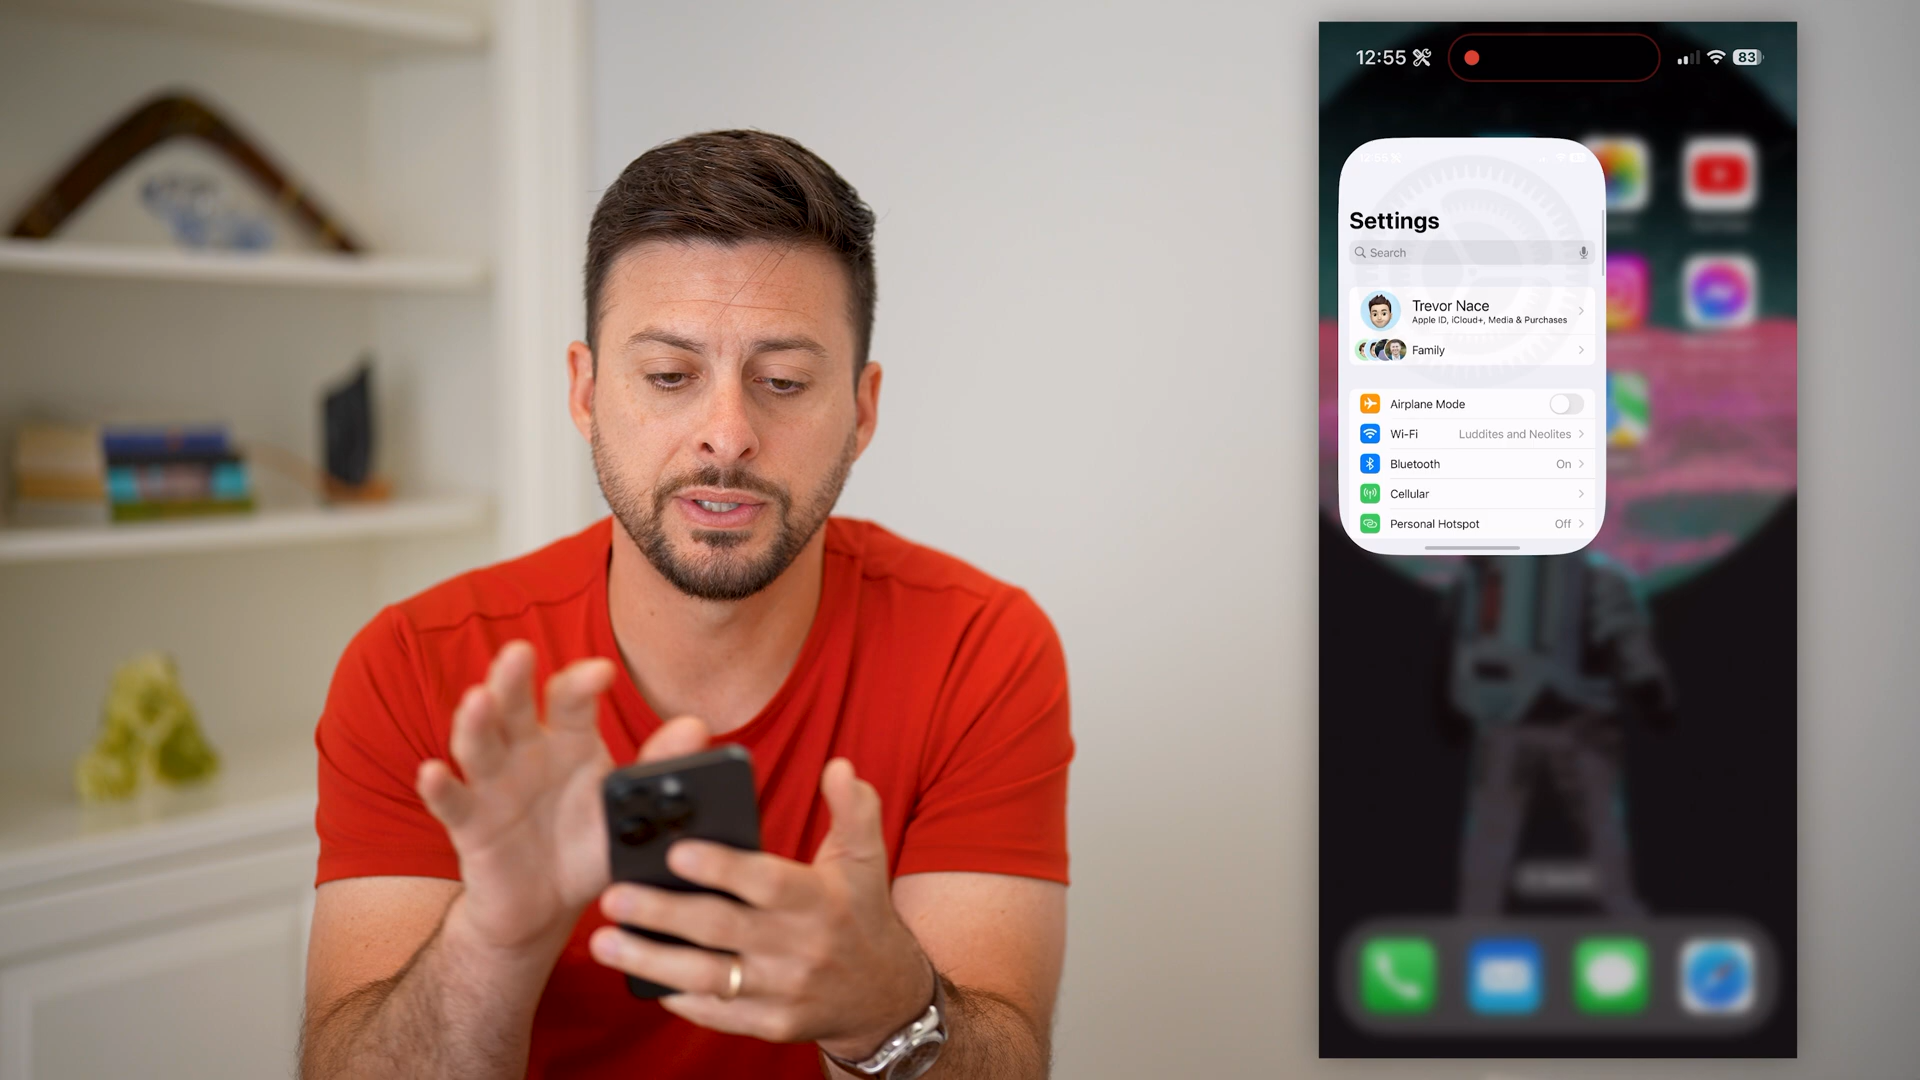 12:55
83
Settings
Search
Trevor Nace
Apple ID, iCloud+, Media & Purchases
Family
Airplane Mode
Wi-Fi Luddites and Neolites
Bluetooth On
Cellular
Personal Hotspot Off